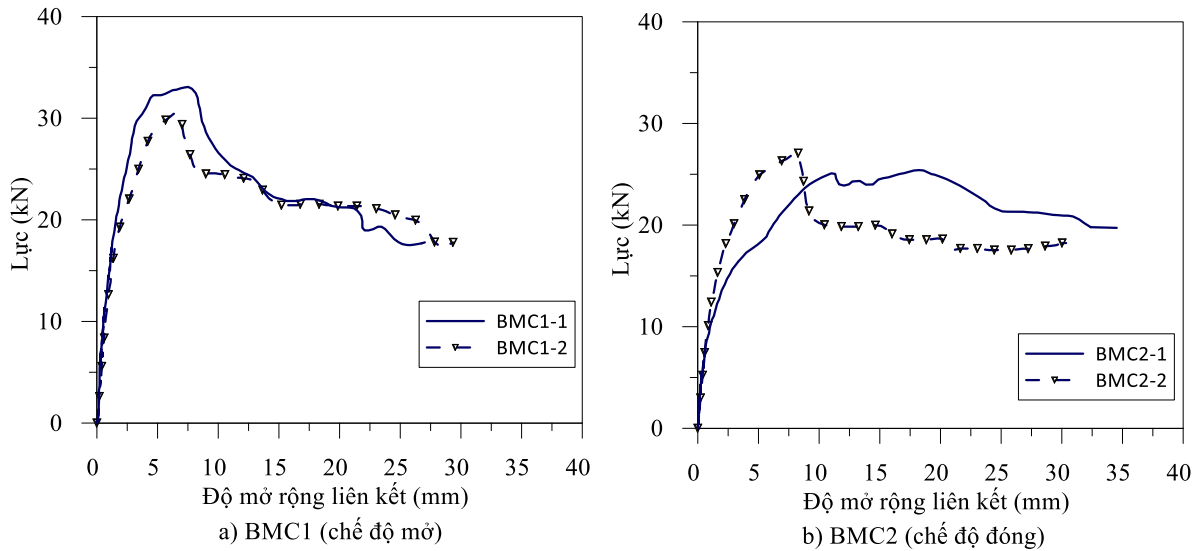 40
30
20
10
0
Lực (kN)
BMC1-1
BMC1-2
0 5 10 15 20 25 30 40
Độ mở rộng liên kết (mm)
a) BMC1 (chế độ mở)
40
30
20
10
0
Lực (kN)
BMC2-1
BMC2-2
0 5 10 15 20 25 30 35 40
Độ mở rộng liên kết (mm)
b) BMC2 (chế độ đóng)